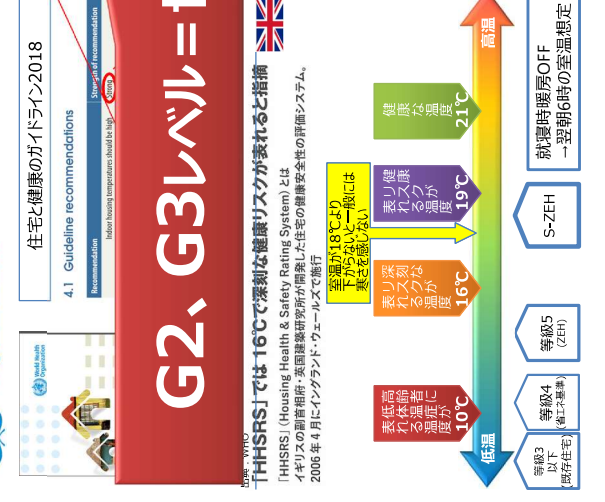 住宅と健康のガイドライン2018
World Health
Organization
4.1 Guideline recommendations
Recommendation
Strength of recommendation
Indoor housing temperatures should be high
Strong
G2、G3レベル=
出典：WHO
「HHSRS」では16℃で深刻な健康リスクが表れると指摘
「HHSRS」(Housing Health & Safety Rating System)とは
イギリスの副首相府・英国建築研究所が開発した住宅の健康安全性の評価システム。
2006年4月にイングランド・ウェールズで施行
室温が18℃より
下がらないと一般には
寒さを感じない
高齢者に
低体温症が
表れる温度
10℃
深刻な
リスクが
表れる温度
16℃
健康
リスクが
表れる温度
19℃
健康
な温
度
21℃
低温
高温
等級3
以下
(既存住宅)
等級4
(省エネ基準)
等級5
(ZEH)
S-ZEH
就寝時暖房OFF
→翌朝6時の室温想定